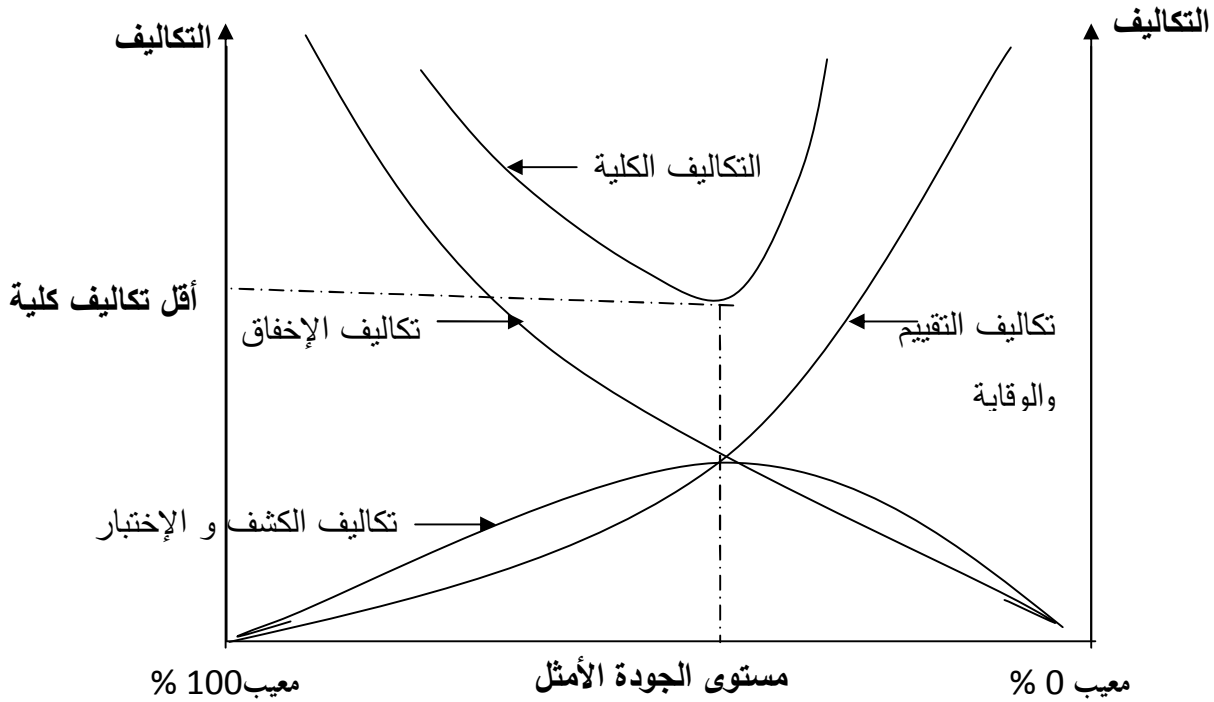 التكاليف
التكاليف
التكاليف الكلية
أقل تكاليف كلية
تكاليف الإخفاق
تكاليف التقييم
والوقاية
تكاليف الكشف و الإختبار
معيب 0 %
مستوى الجودة الأمثل
معيب100 %